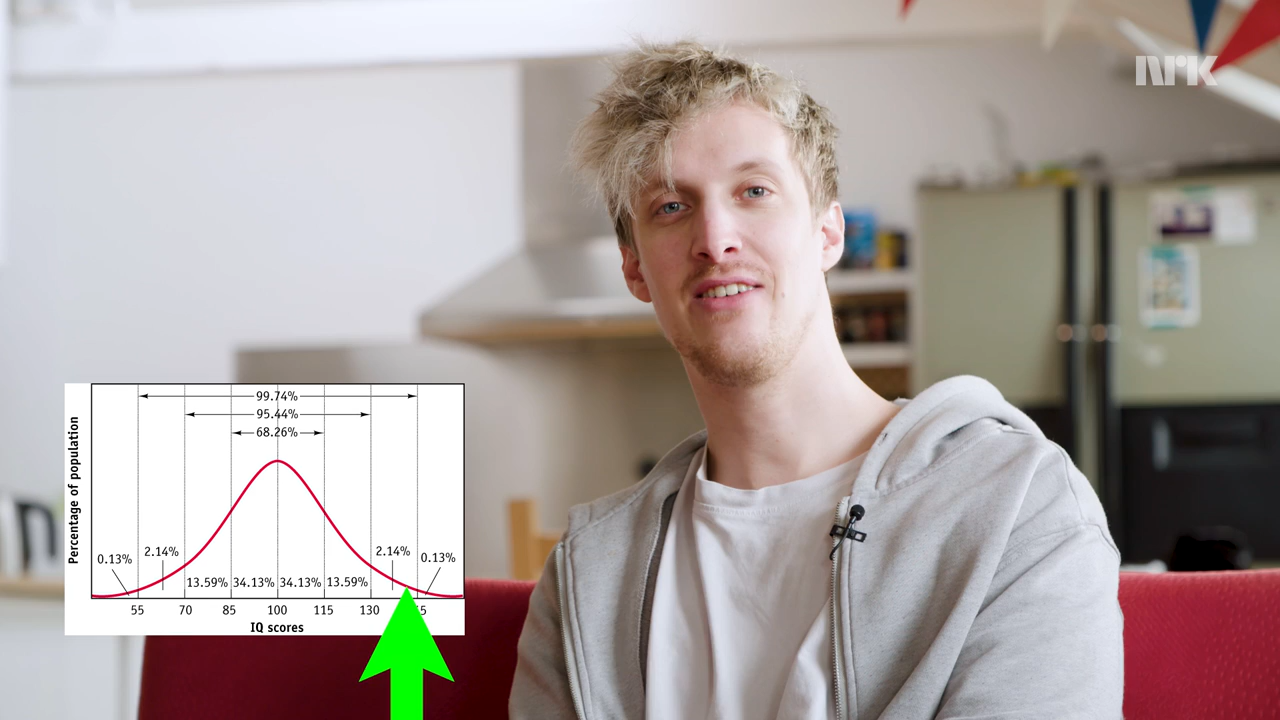 nrk
99.74%
95.44%
68.26%
Percentage of population
0.13% 2.14% 2.14% 0.13%
13.59% 34.13% 34.13% 13.59%
55 70 85 100 115 130
IQ scores